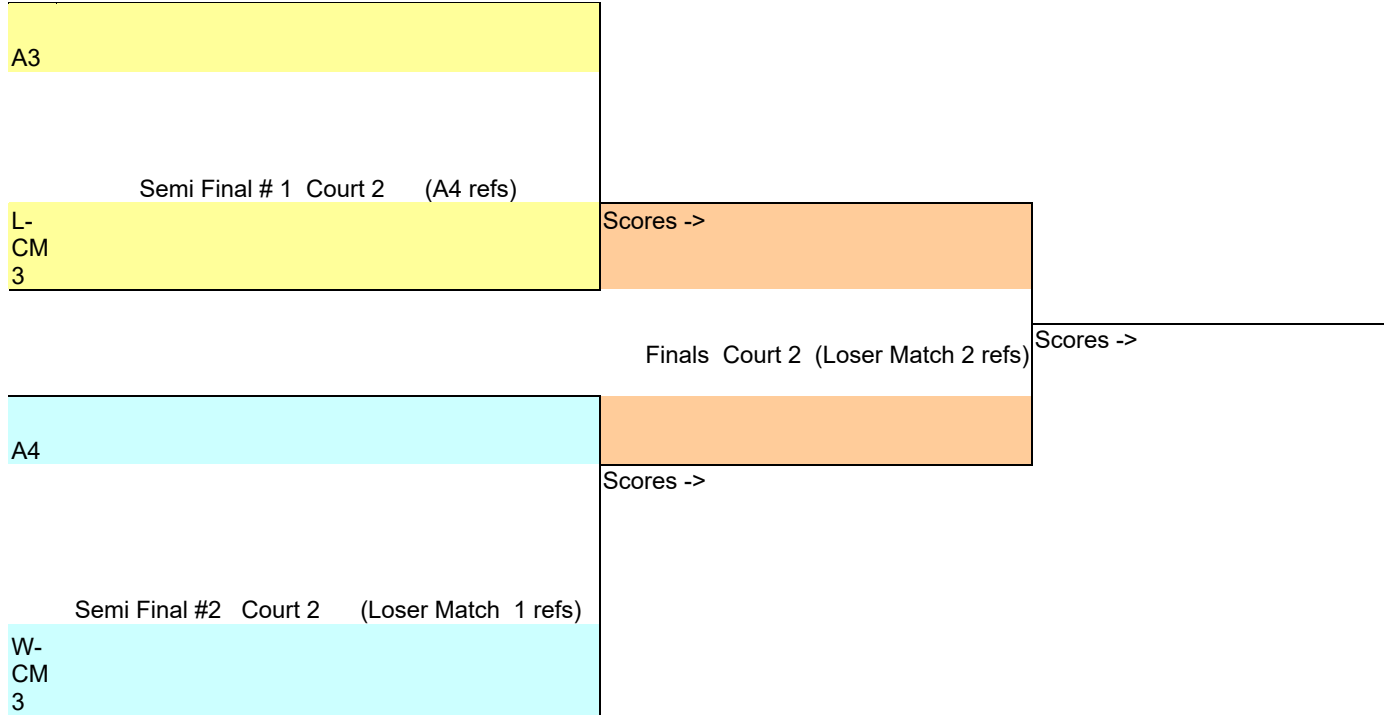 A3
Semi Final # 1 Court 2 (A4 refs)
L-
CM
3
Scores ->
Finals Court 2 (Loser Match 2 refs)
Scores ->
A4
Scores ->
Semi Final #2 Court 2 (Loser Match 1 refs)
W-
CM
3